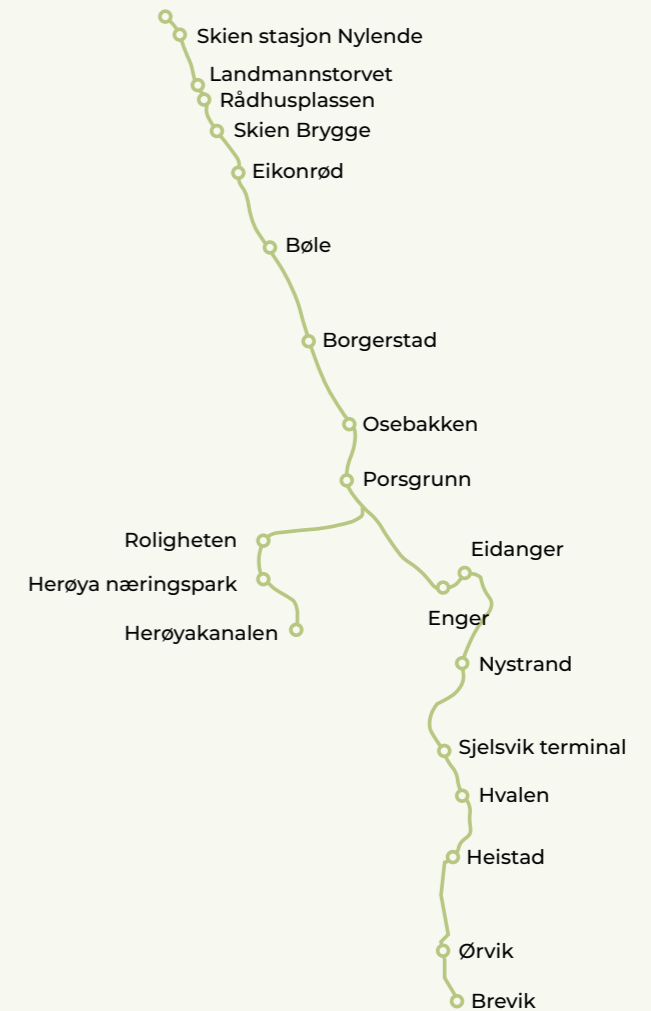 Skien stasjon Nylende
Landmannstorvet
Rådhusplassen
Skien Brygge
Eikonrød
Bøle
Borgerstad
Osebakken
Porsgrunn
Roligheten
Eidanger
Herøya næringspark
Enger
Herøyakanalen
Nystrand
Sjelsvik terminal
Hvalen
Heistad
Ørvik
Brevik